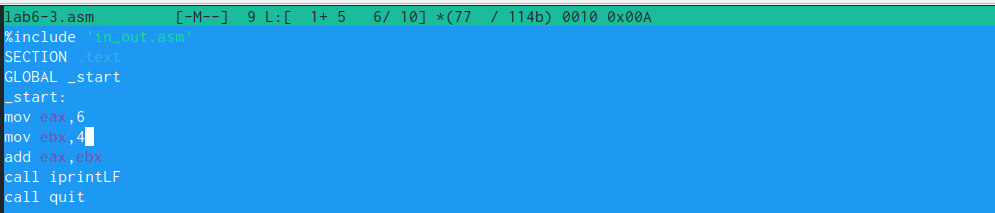 lab6-3.asm [-M--] 9 L:[ 1+ 5 6/ 10] *(77 / 114b) 0010 0x00A
%include 'in_out.asm'
SECTION .text
GLOBAL _start
_start:
mov eax,6
mov ebx,4
add eax,ebx
call iprintLF
call quit